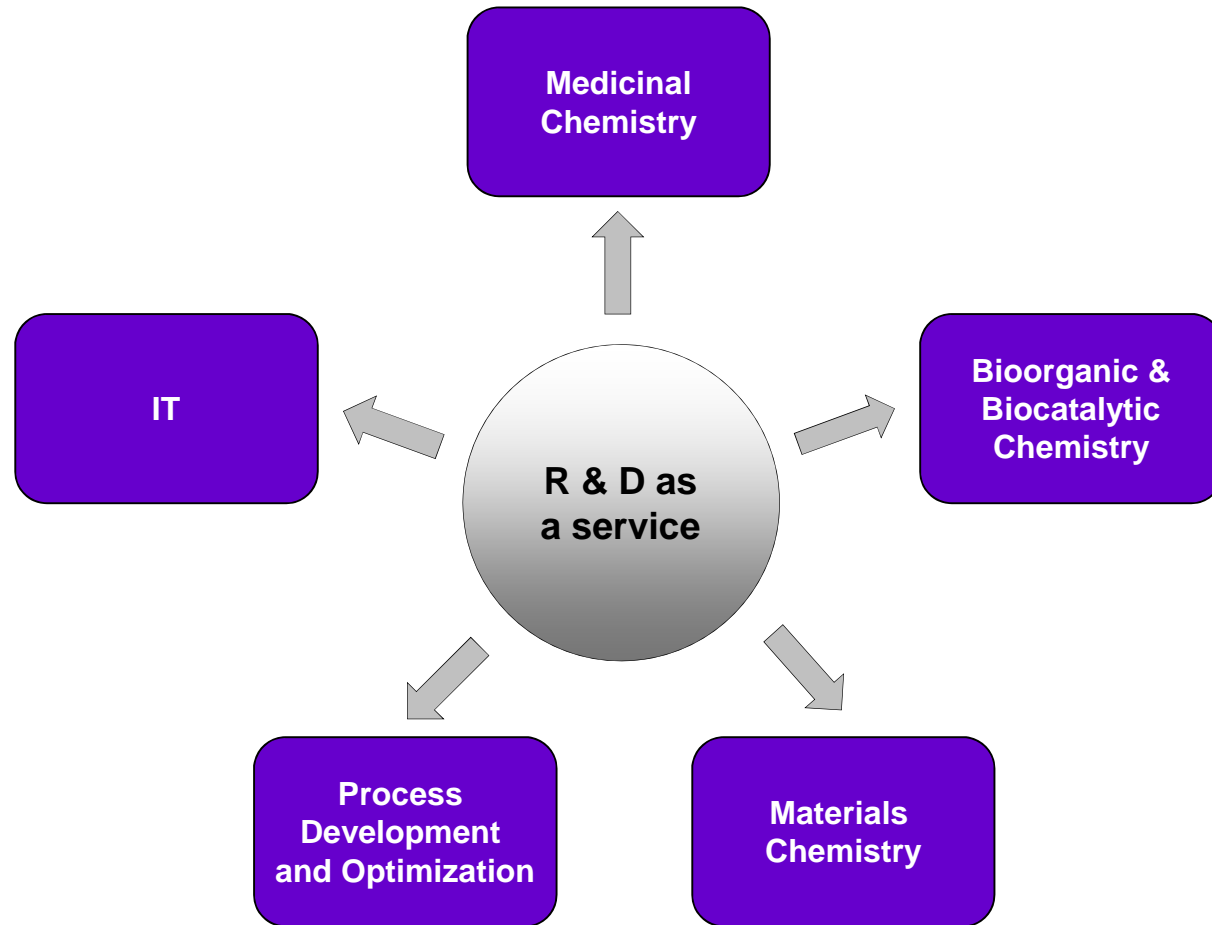 Medicinal
Chemistry
IT
Bioorganic &
Biocatalytic
Chemistry
R & D as
a service
Process
Development
and Optimization
Materials
Chemistry